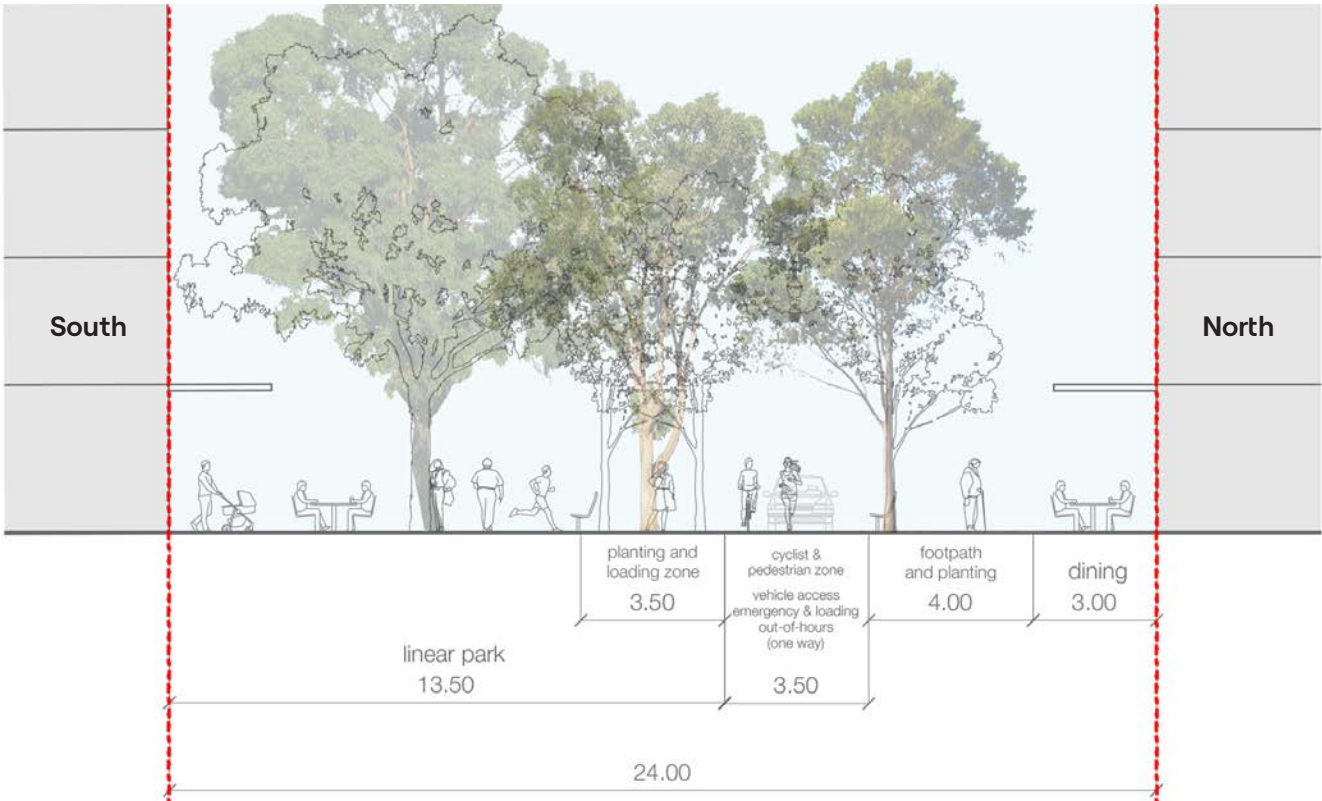 South
North
planting and
loading zone
3.50
cyclist &
pedestrian zone
vehicle access
emergency & loading
out-of-hours
(one way)
3.50
footpath
and planting
4.00
dining
3.00
linear park
13.50
24.00